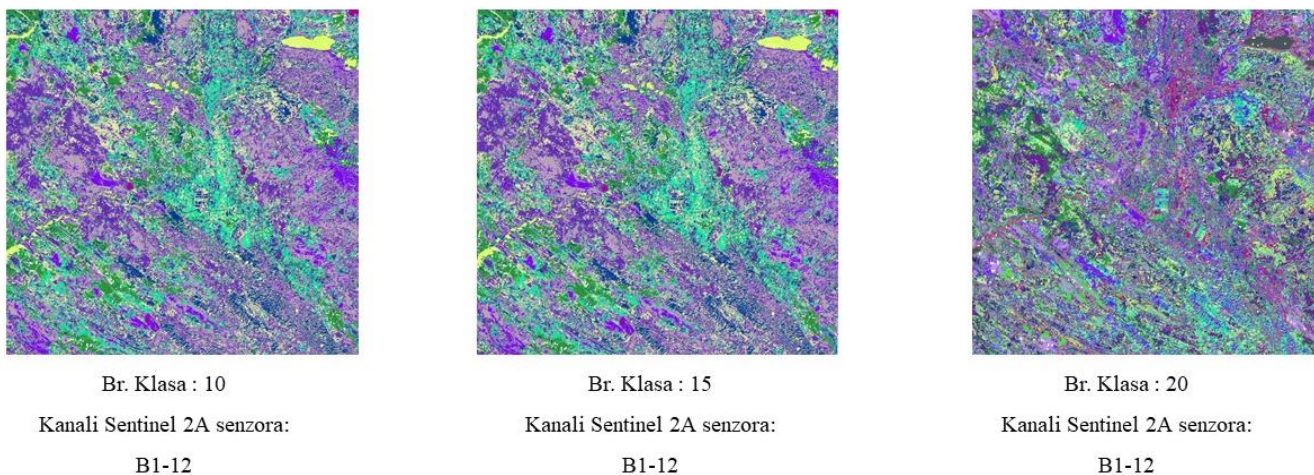 Br. Klasa : 10
Kanali Sentinel 2A senzora:
B1-12
Br. Klasa : 15
Kanali Sentinel 2A senzora:
B1-12
Br. Klasa : 20
Kanali Sentinel 2A senzora:
B1-12